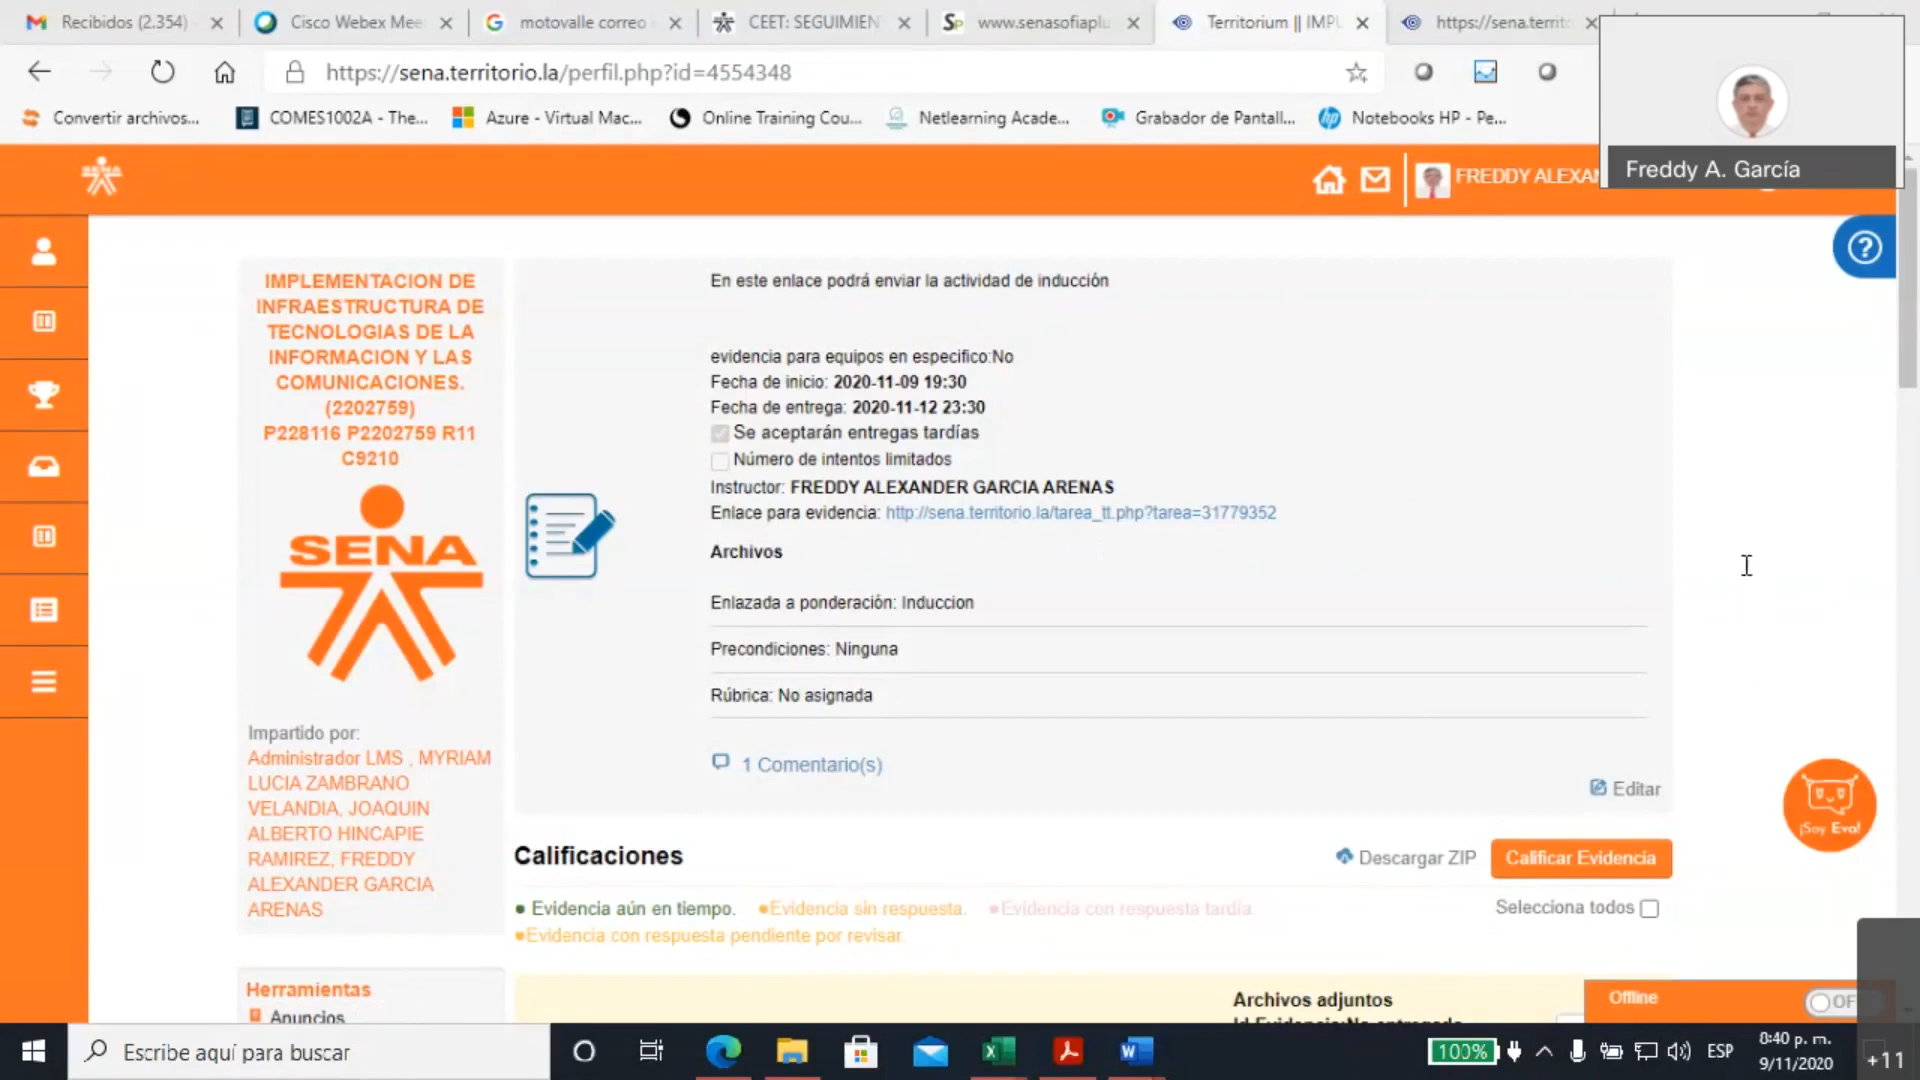 Recibidos (2.354)
Cisco Webex Mee
motovalle correo
CEET: SEGUIMIEN
www.senasofiaplu
Territorium || IMPL
https://sena.territ
https://sena.territorio.la/perfil.php?id=4554348
Convertir archivos...
COMES1002A - The...
Azure - Virtual Mac...
Online Training Cou...
Netlearning Acade...
Grabador de Pantall...
Notebooks HP - Pe...
Freddy A. García
SENA
FREDDY ALEXAN
IMPLEMENTACION DE
INFRAESTRUCTURA DE
TECNOLOGIAS DE LA
INFORMACION Y LAS
COMUNICACIONES.
(2202759)
P228116 P2202759 R11
C9210
SENA
Impartido por:
Administrador LMS , MYRIAM
LUCIA ZAMBRANO
VELANDIA, JOAQUIN
ALBERTO HINCAPIE
RAMIREZ, FREDDY
ALEXANDER GARCIA
ARENAS
Herramientas
Anuncios
En este enlace podrá enviar la actividad de inducción
evidencia para equipos en especifico:No
Fecha de inicio: 2020-11-09 19:30
Fecha de entrega: 2020-11-12 23:30
Se aceptarán entregas tardías
Número de intentos limitados
Instructor: FREDDY ALEXANDER GARCIA ARENAS
Enlace para evidencia: http://sena.territorio.la/tarea_tt.php?tarea=31779352
Archivos
Enlazada a ponderación: Induccion
Precondiciones: Ninguna
Rúbrica: No asignada
1 Comentario(s)
Editar
Calificaciones
Descargar ZIP
Calificar Evidencia
Evidencia aún en tiempo. Evidencia sin respuesta. Evidencia con respuesta tardía
Evidencia con respuesta pendiente por revisar.
Selecciona todos
Archivos adjuntos
Id Evidencia:No entregado
¡Soy Eva!
Offline
OF
Escribe aquí para buscar
100%
ESP
8:40 p. m.
9/11/2020
+11